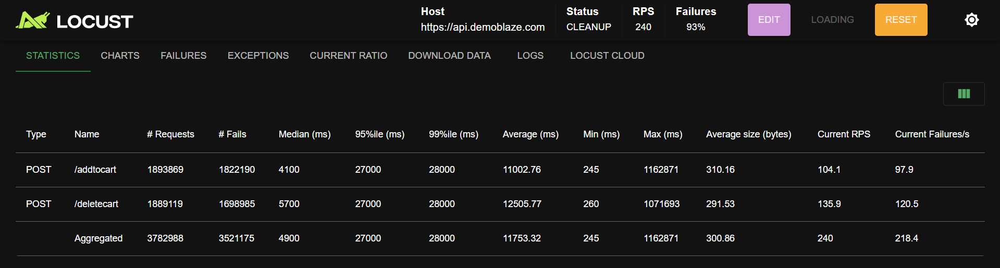 LOCUST
Host Status RPS Failures
https://api.demoblaze.com CLEANUP 240 93% EDIT LOADING RESET
STATISTICS CHARTS FAILURES EXCEPTIONS CURRENT RATIO DOWNLOAD DATA LOGS LOCUST CLOUD
Type Name # Requests # Fails Median (ms) 95%ile (ms) 99%ile (ms) Average (ms) Min (ms) Max (ms) Average size (bytes) Current RPS Current Failures/s
POST /addtocart 1893869 1822190 4100 27000 28000 11002.76 245 1162871 310.16 104.1 97.9
POST /deletecart 1889119 1698985 5700 27000 28000 12505.77 260 1071693 291.53 135.9 120.5
Aggregated 3782988 3521175 4900 27000 28000 11753.32 245 1162871 300.86 240 218.4